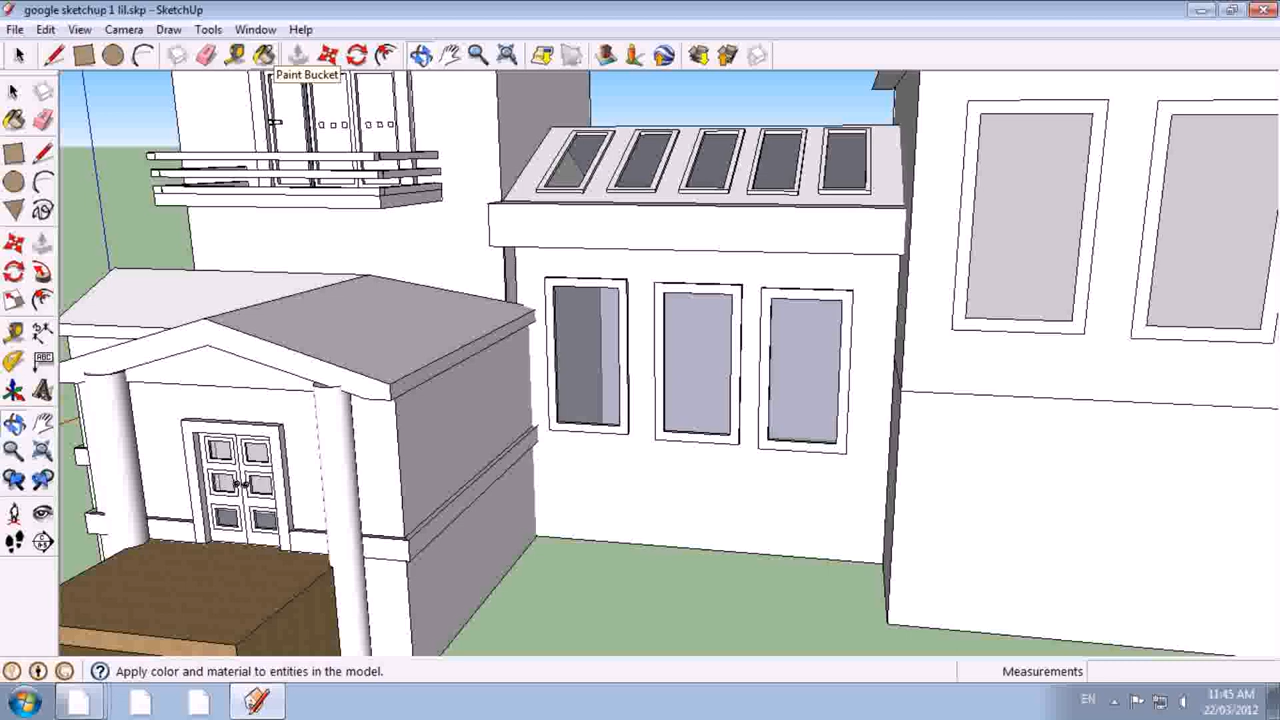 google sketchup 1 lil.skp - SketchUp
File Edit View Camera Draw Tools Window Help
Paint Bucket
ABC
Apply color and material to entities in the model.
Measurements
EN
11:45 AM
22/03/2012